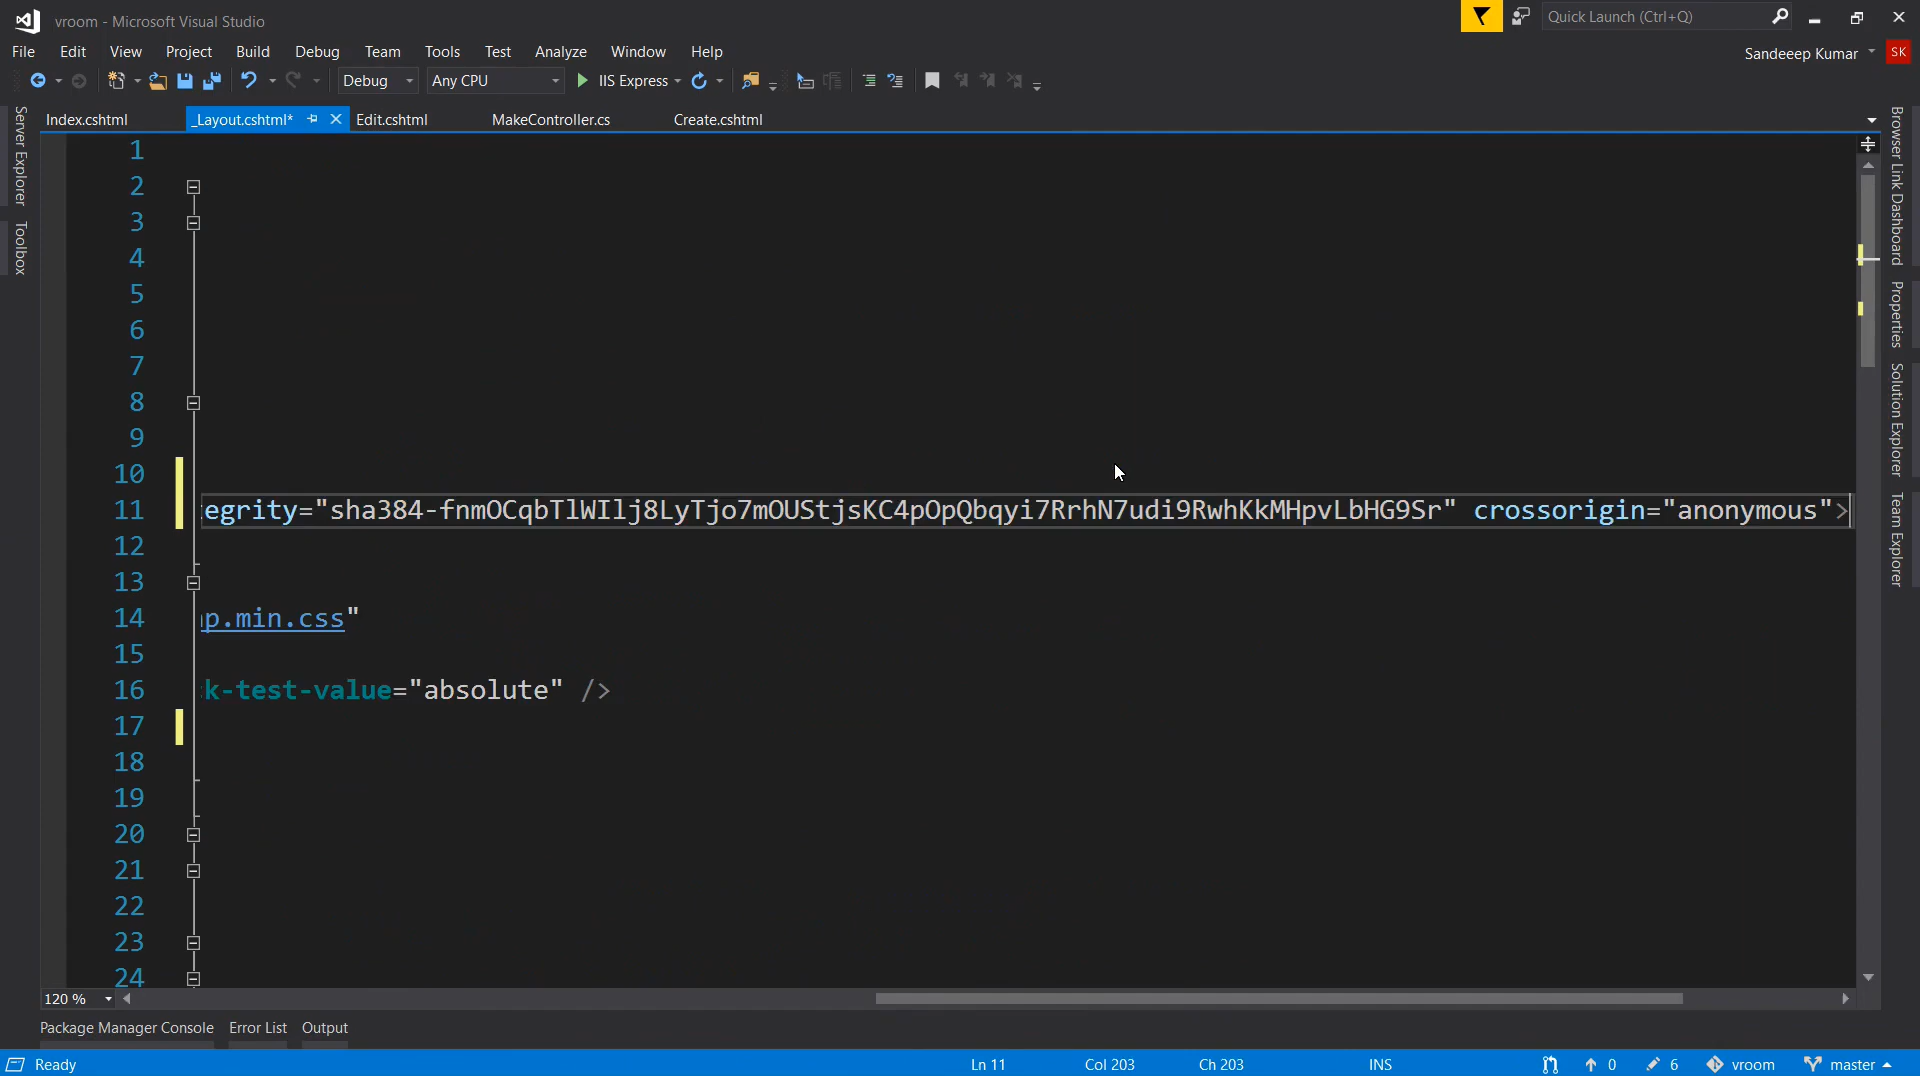 vroom - Microsoft Visual Studio
Quick Launch (Ctrl+Q)
File Edit View Project Build Debug Team Tools Test Analyze Window Help
Sandeeep Kumar SK
Debug Any CPU IIS Express
Index.cshtml _Layout.cshtml* Edit.cshtml MakeController.cs Create.cshtml
Server Explorer
Toolbox
1
2
3
4
5
6
7
8
9
10
11 egrity="sha384-fnmOCqbTlWIlj8LyTjo7mOUStjsKC4pOpQbqyi7RrhN7udi9RwhKkMHpvLbHG9Sr" crossorigin="anonymous">
12
13
14 p.min.css"
15
16 k-test-value="absolute" />
17
18
19
20
21
22
23
24
Browser Link Dashboard
Properties
Solution Explorer
Team Explorer
120 %
Package Manager Console Error List Output
Ready Ln 11 Col 203 Ch 203 INS 0 6 vroom master